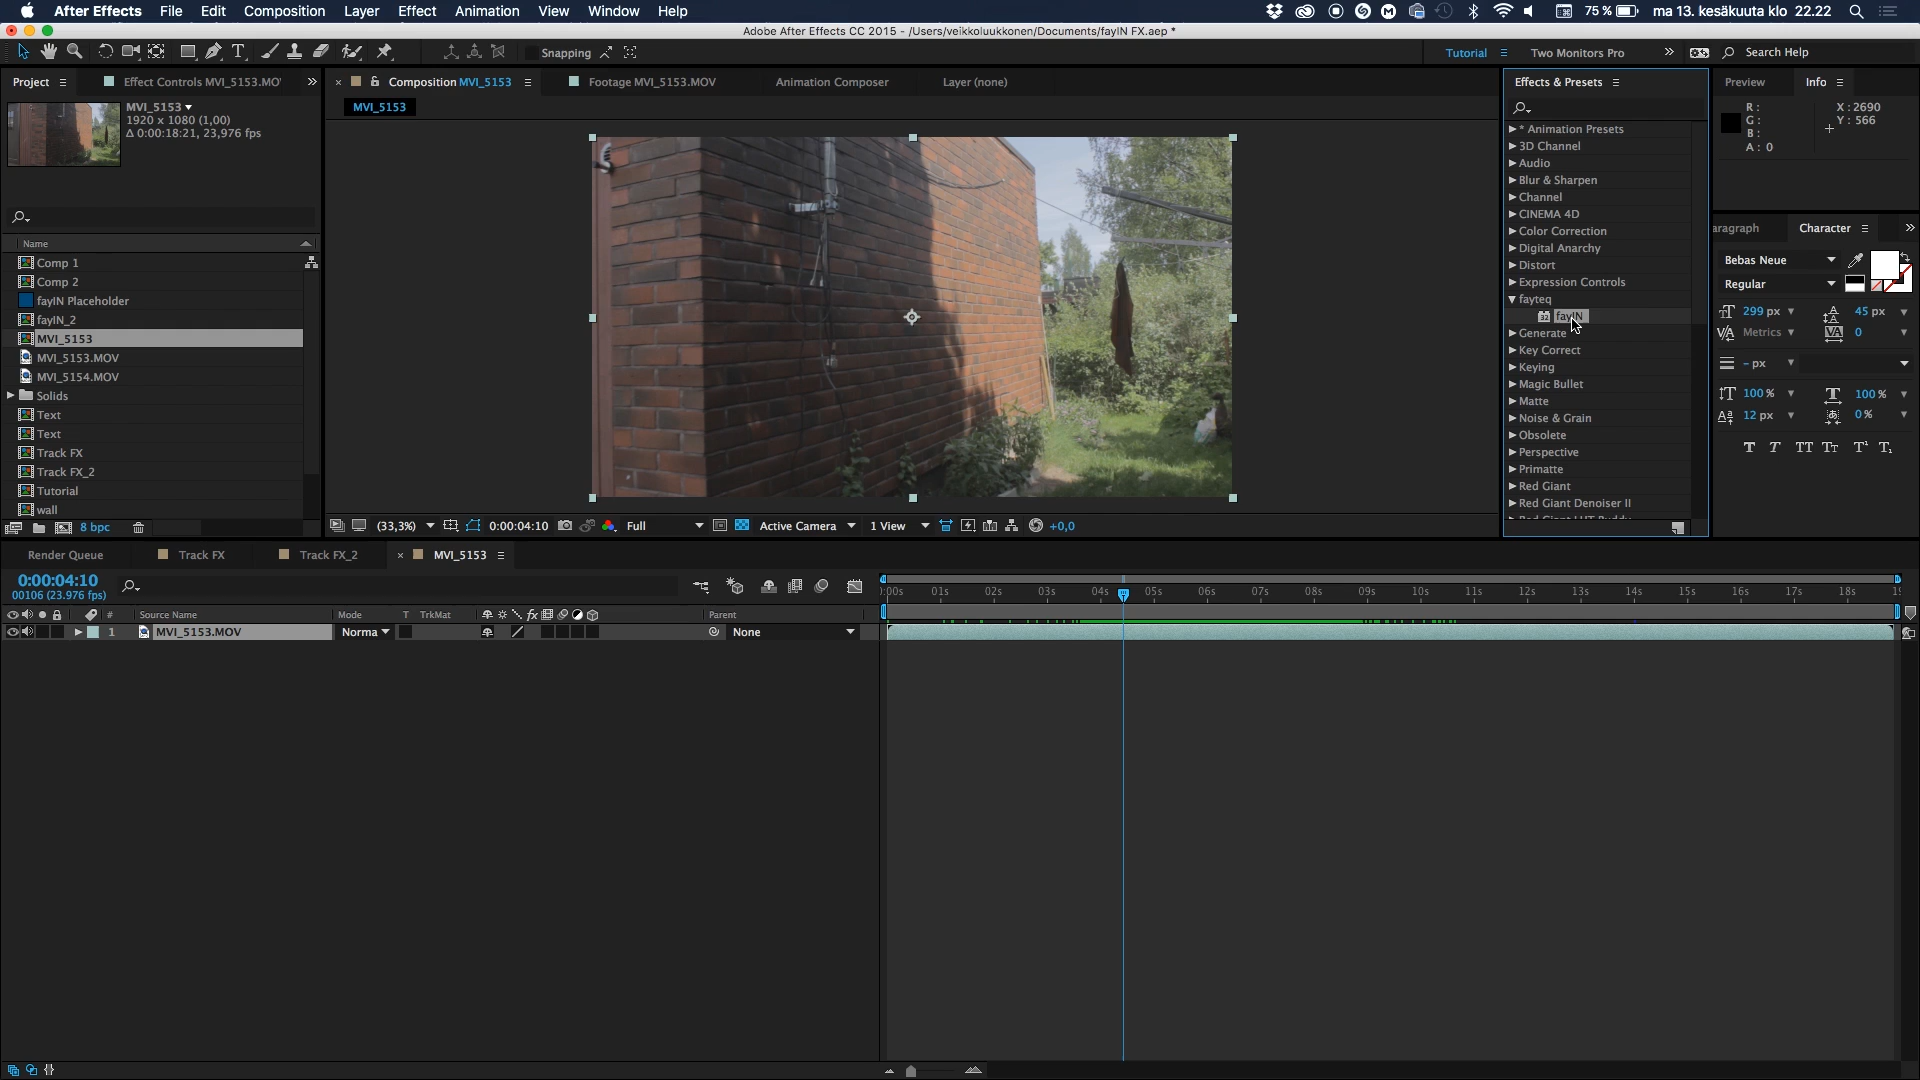 After Effects File Edit Composition Layer Effect Animation View Window Help 75 % ma 13. kesäkuuta klo 22.22
Adobe After Effects CC 2015 - /Users/veikkoluukkonen/Documents/fayIN FX.aep *
Snapping Tutorial Two Monitors Pro Search Help
Project Effect Controls MVI_5153.MO Composition MVI_5153 Footage MVI_5153.MOV Animation Composer Layer (none) Effects & Presets Preview Info
MVI_5153
MVI_5153
1920 x 1080 (1,00)
Δ 0:00:18:21, 23,976 fps
Name
Comp 1
Comp 2
fayIN Placeholder
fayIN_2
MVI_5153
MVI_5153.MOV
MVI_5154.MOV
Solids
Text
Text
Track FX
Track FX_2
Tutorial
wall
8 bpc
(33,3%) 0:00:04:10 Full Active Camera 1 View +0,0
* Animation Presets
3D Channel
Audio
Blur & Sharpen
Channel
CINEMA 4D
Color Correction
Digital Anarchy
Distort
Expression Controls
fayteq
32 fayIN
Generate
Key Correct
Keying
Magic Bullet
Matte
Noise & Grain
Obsolete
Perspective
Primatte
Red Giant
Red Giant Denoiser II
R :
G :
B :
A : 0
X : 2690
Y : 566
aragraph Character
Bebas Neue
Regular
299 px 45 px
Metrics 0
- px
100 % 100 %
12 px 0 %
Render Queue Track FX Track FX_2 MVI_5153
0:00:04:10
00106 (23.976 fps)
# Source Name Mode T TrkMat Parent
1 MVI_5153.MOV Norma None
:00s 01s 02s 03s 04s 05s 06s 07s 08s 09s 10s 11s 12s 13s 14s 15s 16s 17s 18s